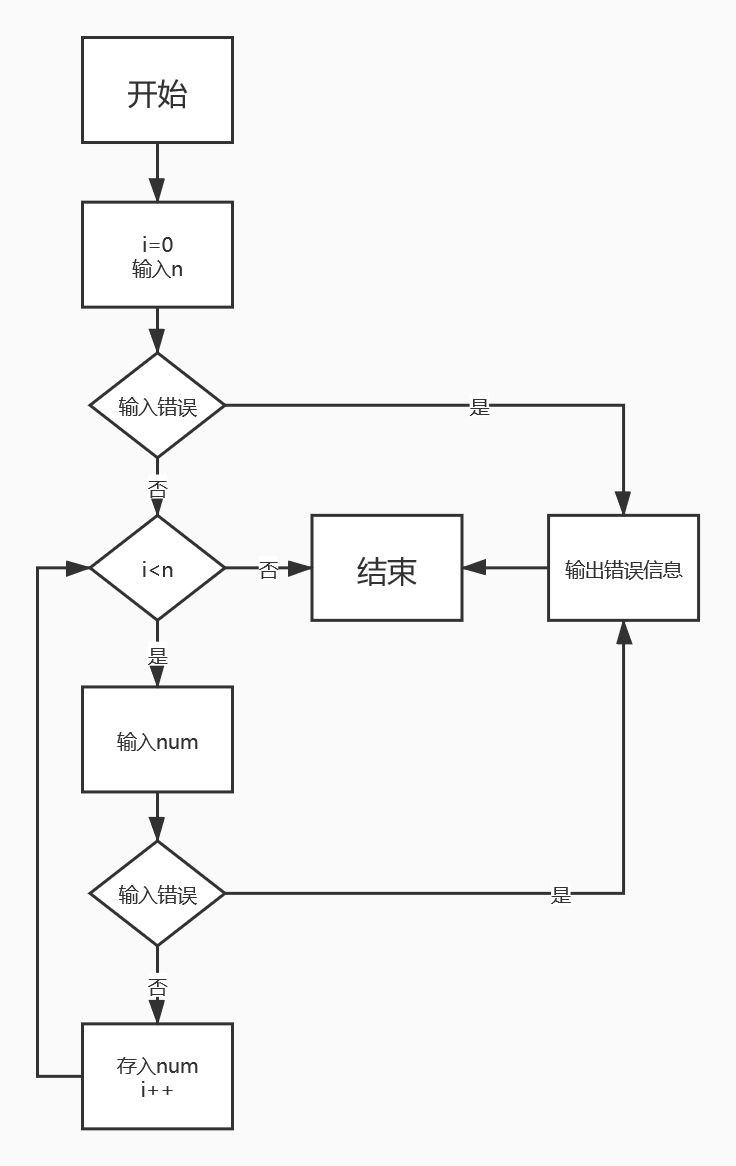 开始
i=0
输入n
输入错误
是
否
i<n
否
结束
输出错误信息
是
输入num
输入错误
是
否
存入num
i++